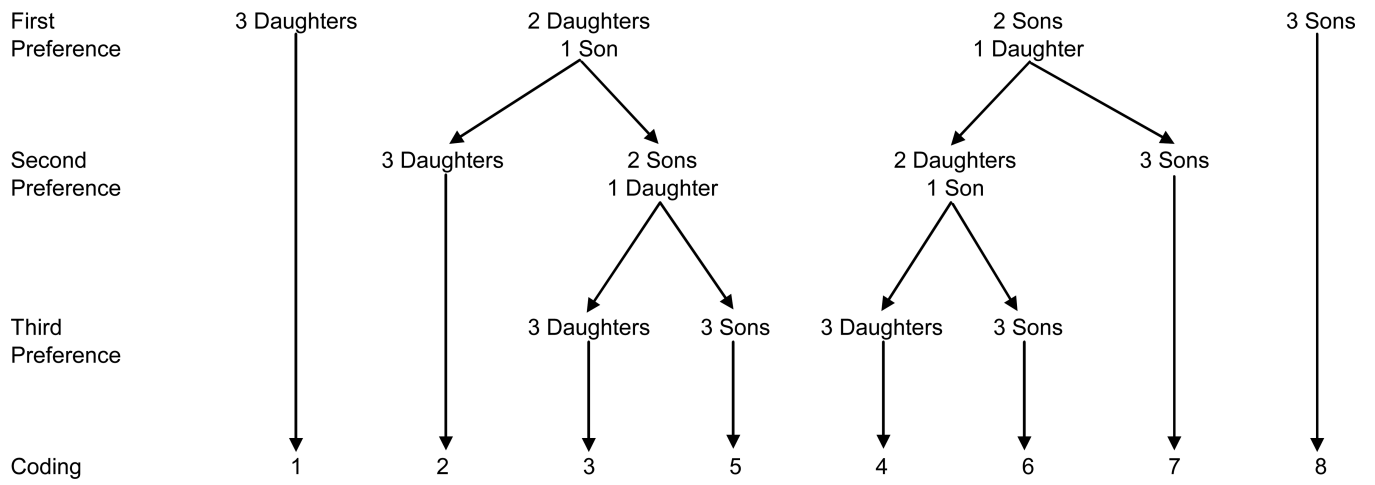 First 3 Daughters 2 Daughters 2 Sons 3 Sons
Preference 1 Son 1 Daughter
Second 3 Daughters 2 Sons 2 Daughters 3 Sons
Preference 1 Daughter 1 Son
Third 3 Daughters 3 Sons 3 Daughters 3 Sons
Preference
Coding 1 2 3 5 4 6 7 8